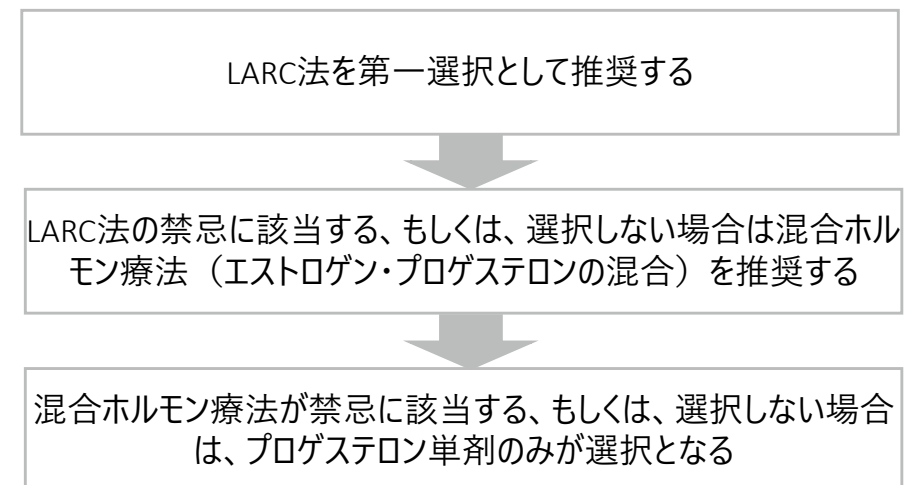 LARC法を第一選択として推奨する
LARC法の禁忌に該当する、もしくは、選択しない場合は混合ホル
モン療法（エストロゲン・プロゲステロンの混合）を推奨する
混合ホルモン療法が禁忌に該当する、もしくは、選択しない場合
は、プロゲステロン単剤のみが選択となる